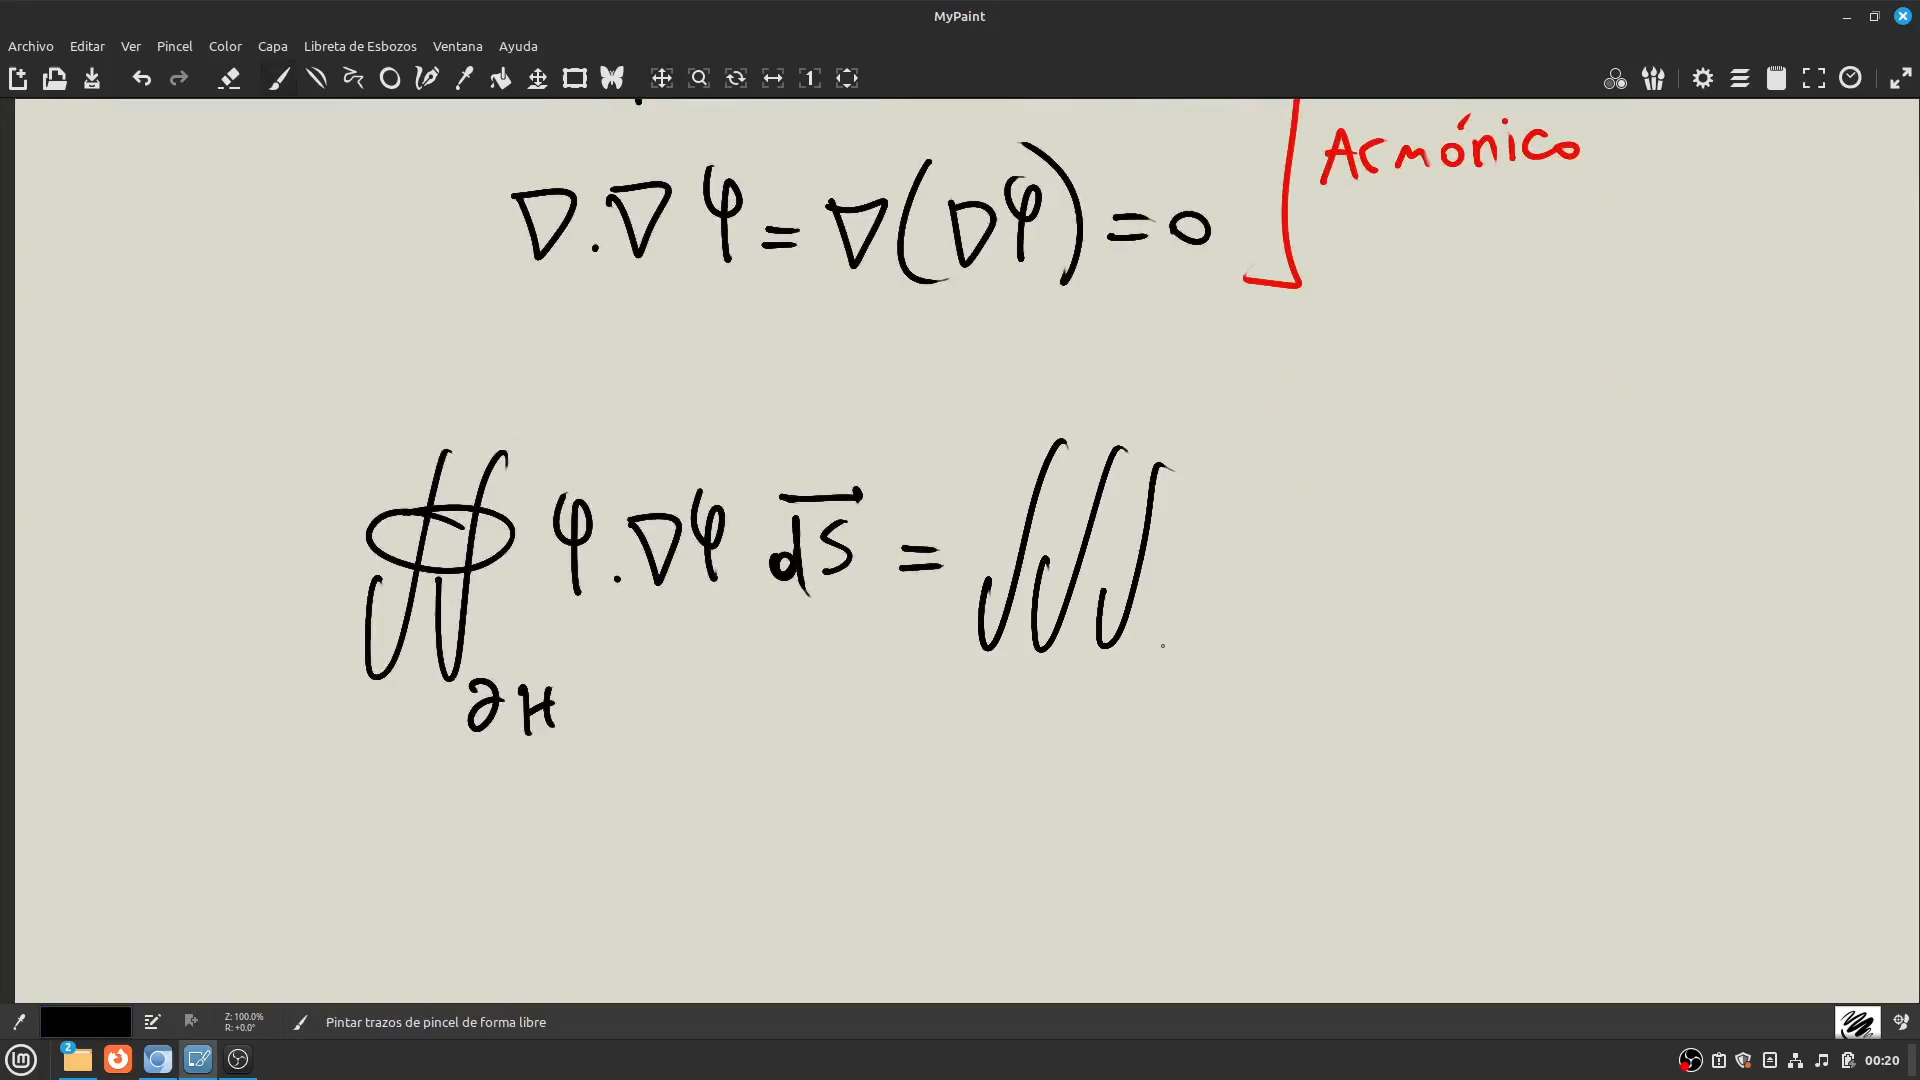 MyPaint
Archivo Editar Ver Pincel Color Capa Libreta de Esbozos Ventana Ayuda
Armónico
∇.∇φ = ∇(∇φ) = 0
∯ φ.∇φ dS⃗ = ∭
∂H
Z: 100.0%
R: +0.0°
Pintar trazos de pincel de forma libre
2
00:20